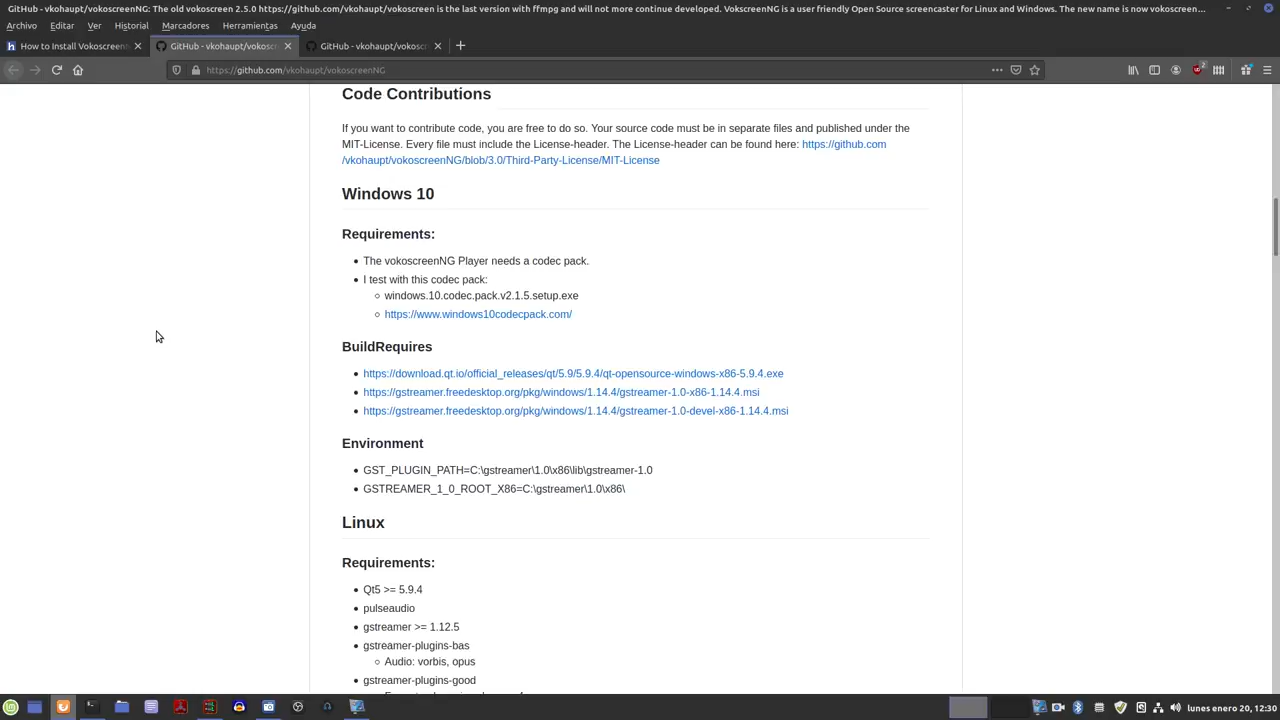 GitHub - vkohaupt/vokoscreenNG: The old vokoscreen 2.5.0 https://github.com/vkohaupt/vokoscreen is the last version with ffmpg and will not more continue developed. VokscreenNG is a user friendly Open Source screencaster for Linux and Windows. The new name is now vokoscreen...
Archivo Editar Ver Historial Marcadores Herramientas Ayuda
How to Install Vokoscreenn
GitHub - vkohaupt/vokoscre
GitHub - vkohaupt/vokoscre
https://github.com/vkohaupt/vokoscreenNG
2
Code Contributions
If you want to contribute code, you are free to do so. Your source code must be in separate files and published under the
MIT-License. Every file must include the License-header. The License-header can be found here: https://github.com
/vkohaupt/vokoscreenNG/blob/3.0/Third-Party-License/MIT-License
Windows 10
Requirements:
The vokoscreenNG Player needs a codec pack.
I test with this codec pack:
windows.10.codec.pack.v2.1.5.setup.exe
https://www.windows10codecpack.com/
BuildRequires
https://download.qt.io/official_releases/qt/5.9/5.9.4/qt-opensource-windows-x86-5.9.4.exe
https://gstreamer.freedesktop.org/pkg/windows/1.14.4/gstreamer-1.0-x86-1.14.4.msi
https://gstreamer.freedesktop.org/pkg/windows/1.14.4/gstreamer-1.0-devel-x86-1.14.4.msi
Environment
GST_PLUGIN_PATH=C:\gstreamer\1.0\x86\lib\gstreamer-1.0
GSTREAMER_1_0_ROOT_X86=C:\gstreamer\1.0\x86\
Linux
Requirements:
Qt5 >= 5.9.4
pulseaudio
gstreamer >= 1.12.5
gstreamer-plugins-bas
Audio: vorbis, opus
gstreamer-plugins-good
lunes enero 20, 12:30